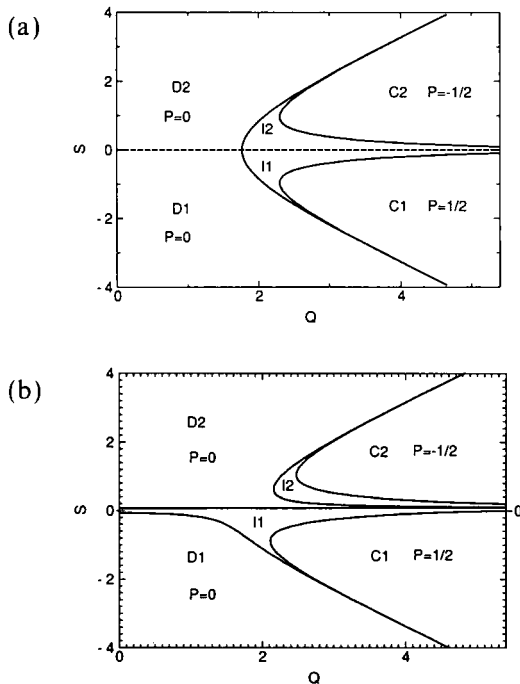 (a)
4
D2
C2 P=-1/2
2
P=0
I2
S
0
I1
D1
C1 P=1/2
- 2
P=0
- 4
0 2 4
Q
(b)
4
D2
2
C2 P=-1/2
P=0
I2
S
0 0
I1
D1
C1 P=1/2
- 2
P=0
- 4
0 2 4
Q